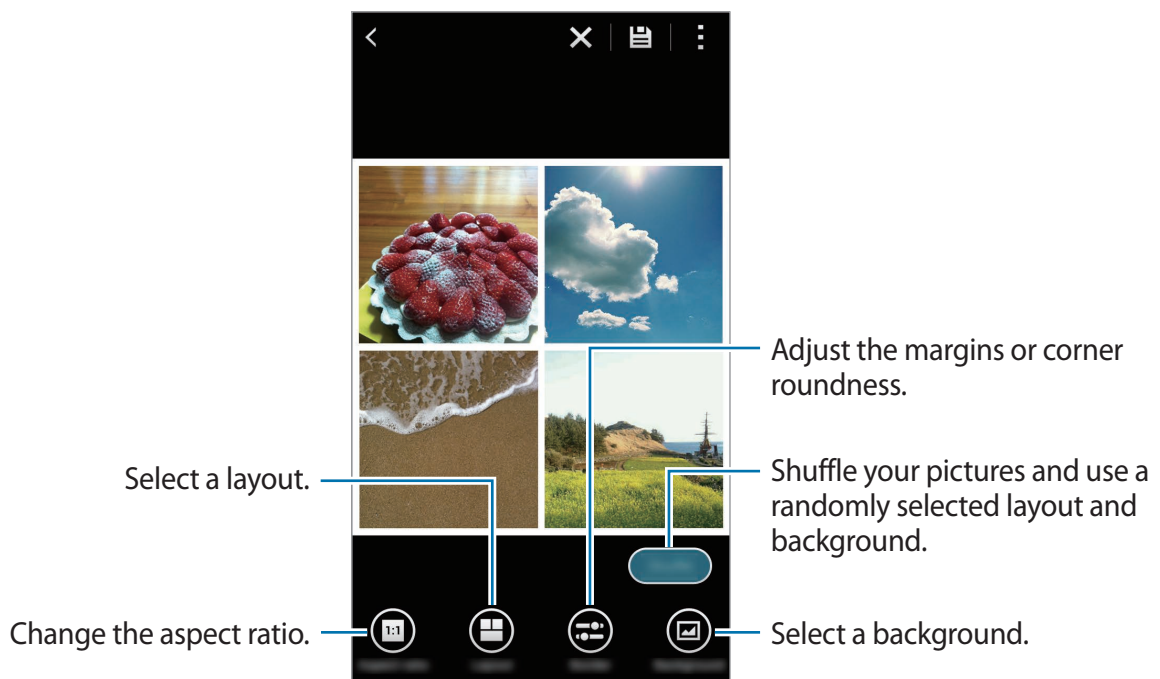 Adjust the margins or corner
roundness.
Select a layout.
Shuffle your pictures and use a
randomly selected layout and
background.
1:1
Change the aspect ratio.
Select a background.